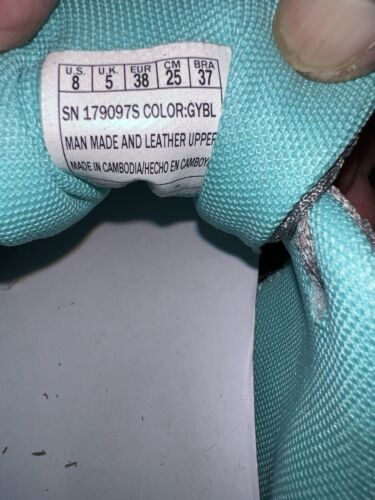 U.S. U.K. EUR CM BRA
8 5 38 25 37
SN 179097S COLOR:GYBL
MAN MADE AND LEATHER UPPER
MADE IN CAMBODIA/HECHO EN CAMBOY